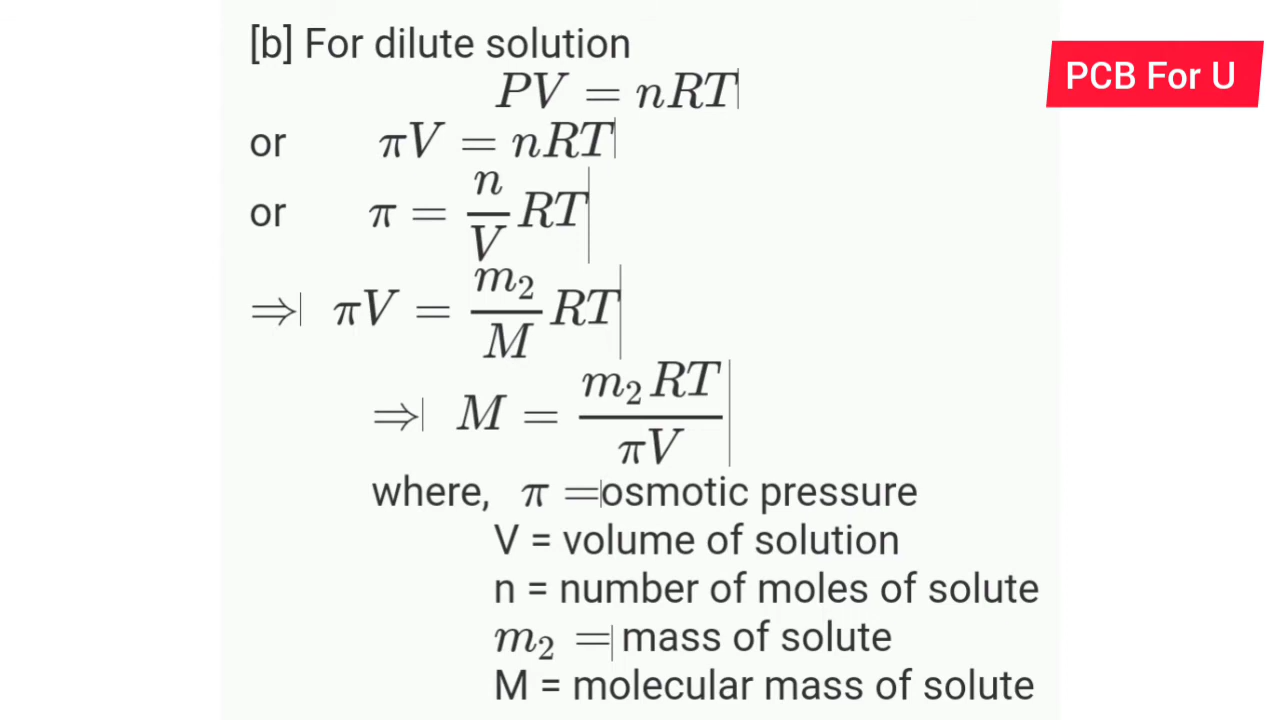 [b] For dilute solution
PCB For U
PV = nRT
or πV = nRT
or π = n/V RT
⇒ πV = m₂/M RT
⇒ M = m₂RT/πV
where, π = osmotic pressure
V = volume of solution
n = number of moles of solute
m₂ = mass of solute
M = molecular mass of solute